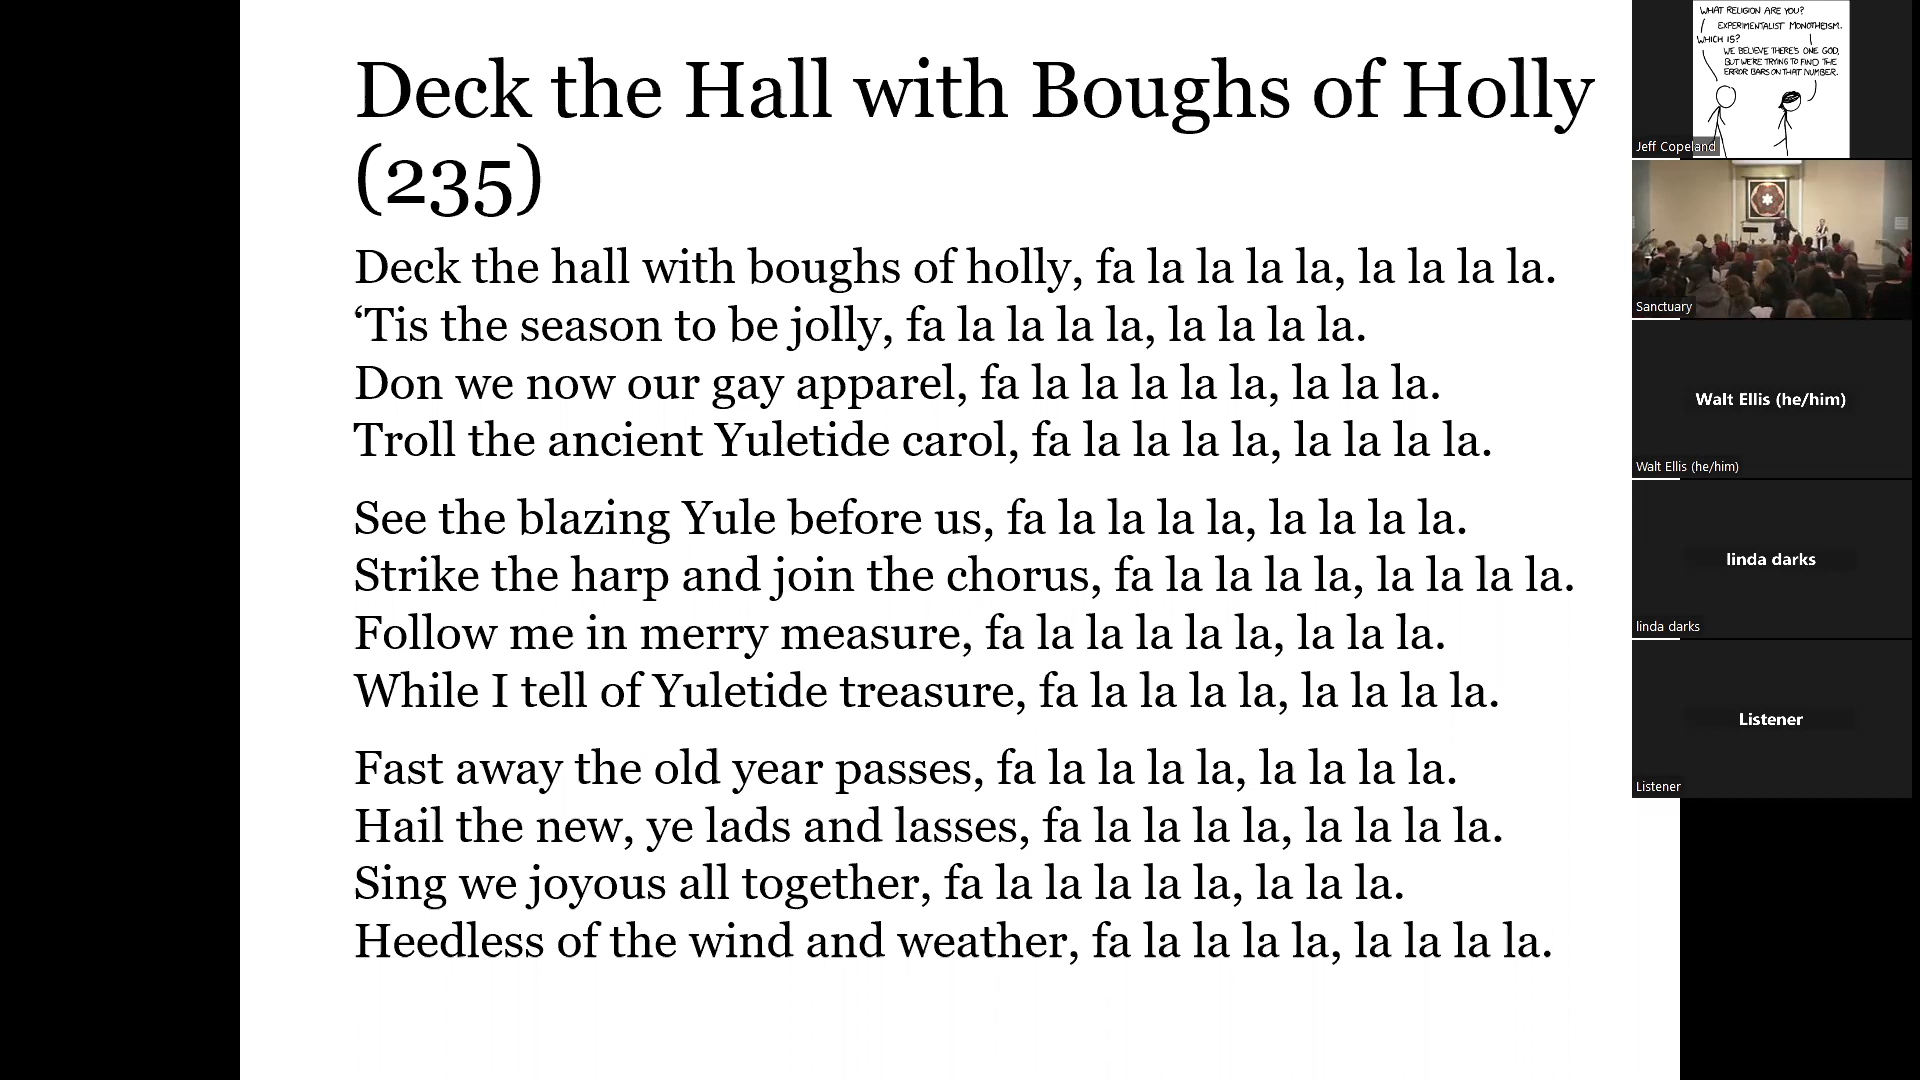 Deck the Hall with Boughs of Holly
(235)
Deck the hall with boughs of holly, fa la la la la, la la la la.
‘Tis the season to be jolly, fa la la la la, la la la la.
Don we now our gay apparel, fa la la la la la, la la la.
Troll the ancient Yuletide carol, fa la la la la, la la la la.
See the blazing Yule before us, fa la la la la, la la la la.
Strike the harp and join the chorus, fa la la la la, la la la la.
Follow me in merry measure, fa la la la la la, la la la.
While I tell of Yuletide treasure, fa la la la la, la la la la.
Fast away the old year passes, fa la la la la, la la la la.
Hail the new, ye lads and lasses, fa la la la la, la la la la.
Sing we joyous all together, fa la la la la la, la la la.
Heedless of the wind and weather, fa la la la la, la la la la.
WHAT RELIGION ARE YOU?
EXPERIMENTALIST MONOTHEISM.
WHICH IS?
WE BELIEVE THERE'S ONE GOD,
BUT WE'RE TRYING TO FIND THE
ERROR BARS ON THAT NUMBER.
Jeff Copeland
Sanctuary
Walt Ellis (he/him)
Walt Ellis (he/him)
linda darks
linda darks
Listener
Listener